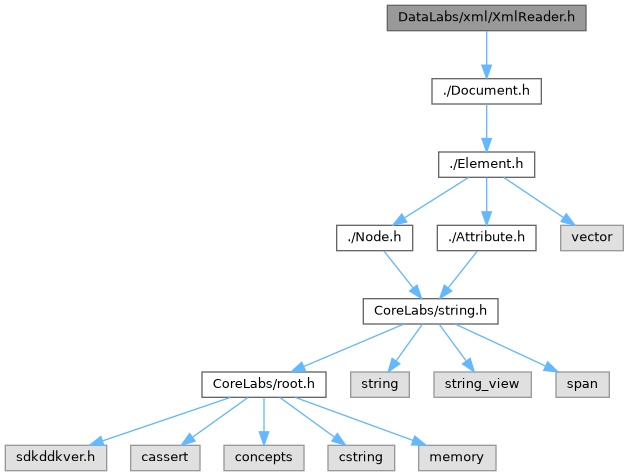 DataLabs/xml/XmlReader.h
./Document.h
./Element.h
./Node.h
./Attribute.h
vector
CoreLabs/string.h
CoreLabs/root.h
string
string_view
span
sdkddkver.h
cassert
concepts
cstring
memory